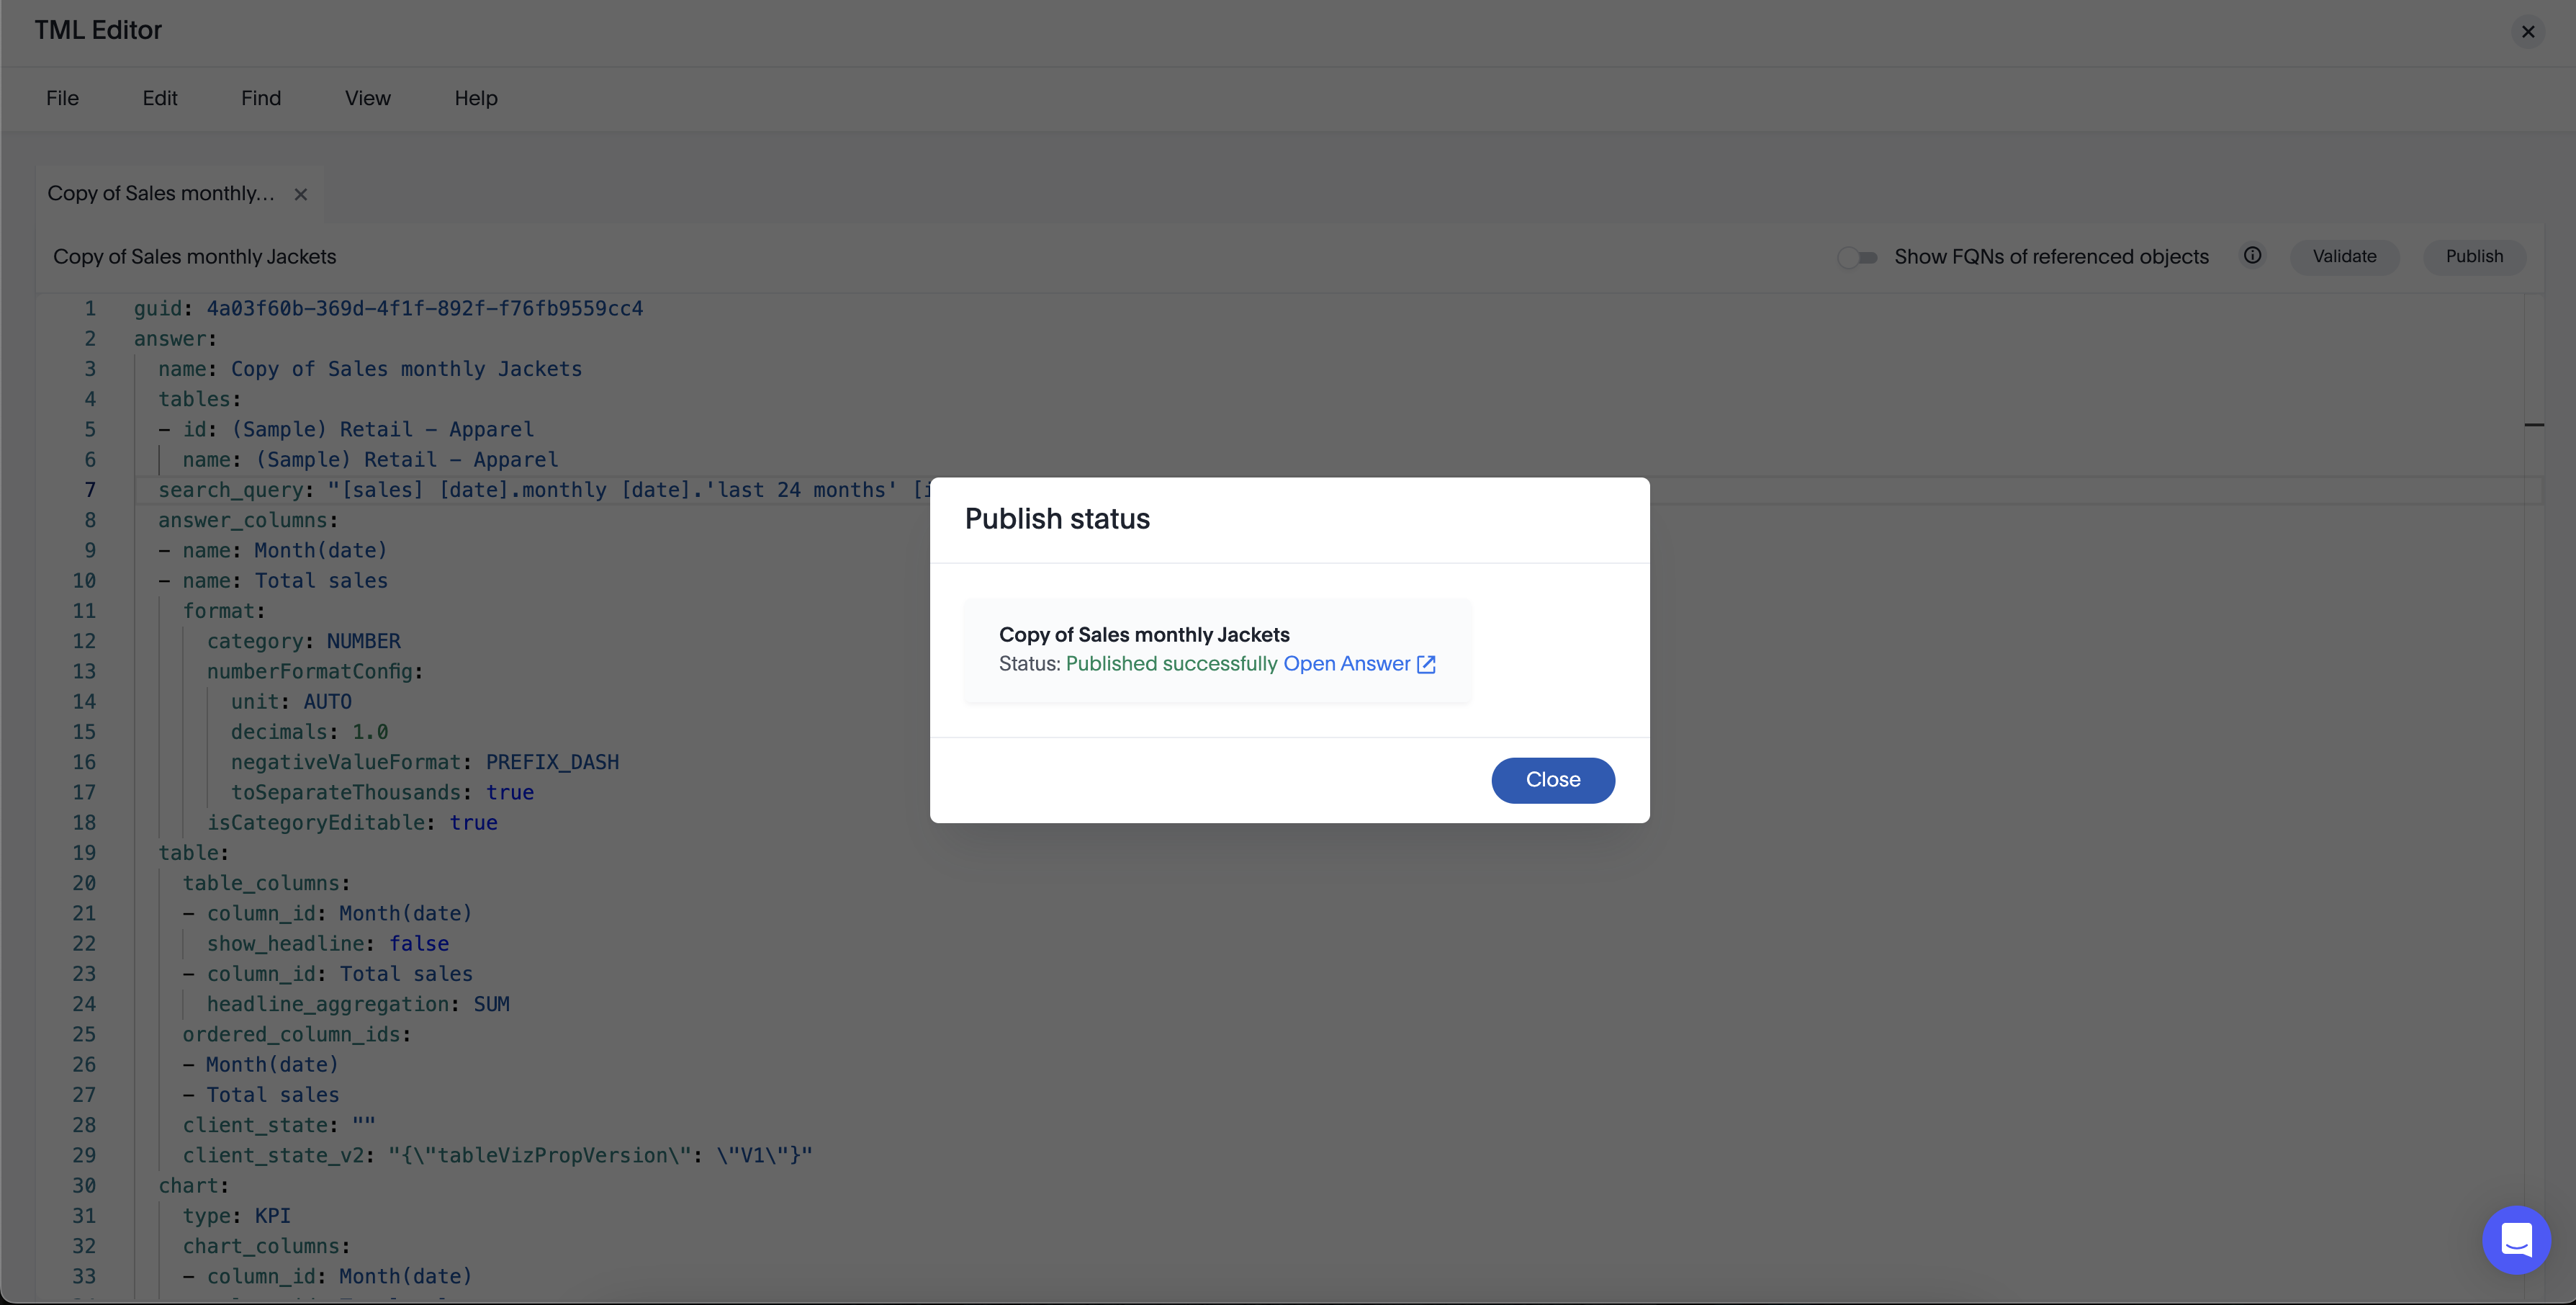 TML Editor
File Edit Find View Help
Copy of Sales monthly...
Copy of Sales monthly Jackets
Show FQNs of referenced objects
Validate
Publish
1 guid: 4a03f60b-369d-4f1f-892f-f76fb9559cc4
2 answer:
3 name: Copy of Sales monthly Jackets
4 tables:
5 - id: (Sample) Retail - Apparel
6 name: (Sample) Retail - Apparel
7 search_query: "[sales] [date].monthly [date].'last 24 months' [i
8 answer_columns:
9 - name: Month(date)
10 - name: Total sales
11 format:
12 category: NUMBER
13 numberFormatConfig:
14 unit: AUTO
15 decimals: 1.0
16 negativeValueFormat: PREFIX_DASH
17 toSeparateThousands: true
18 isCategoryEditable: true
19 table:
20 table_columns:
21 - column_id: Month(date)
22 show_headline: false
23 - column_id: Total sales
24 headline_aggregation: SUM
25 ordered_column_ids:
26 - Month(date)
27 - Total sales
28 client_state: ""
29 client_state_v2: "{\"tableVizPropVersion\": \"V1\"}"
30 chart:
31 type: KPI
32 chart_columns:
33 - column_id: Month(date)
Publish status
Copy of Sales monthly Jackets
Status: Published successfully Open Answer
Close